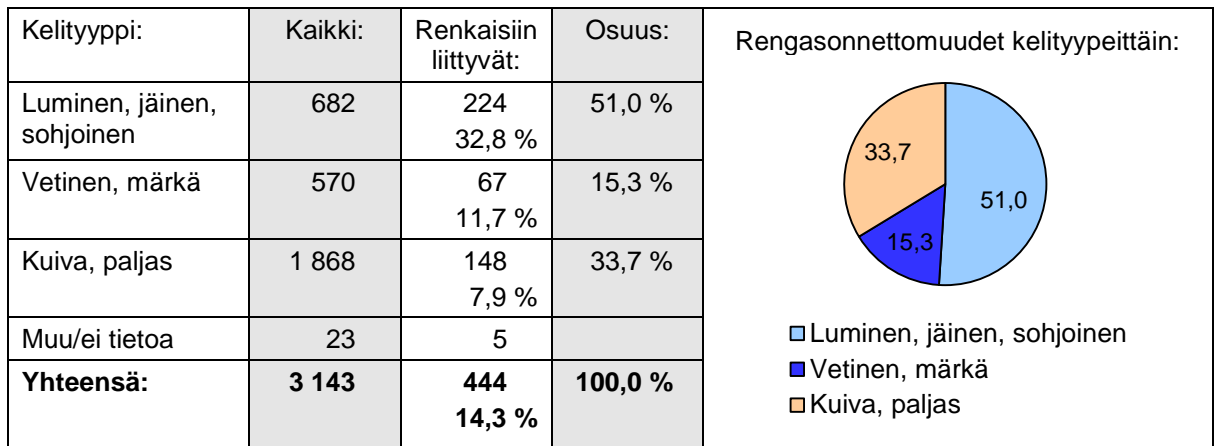 Kelityyppi: Kaikki: Renkaisiin liittyvät: Osuus:
Luminen, jäinen, sohjoinen 682 224 51,0 %
32,8 %
Vetinen, märkä 570 67 15,3 %
11,7 %
Kuiva, paljas 1 868 148 33,7 %
7,9 %
Muu/ei tietoa 23 5
Yhteensä: 3 143 444 100,0 %
14,3 %
Rengasonnettomuudet kelityypeittäin:
33,7
51,0
15,3
Luminen, jäinen, sohjoinen
Vetinen, märkä
Kuiva, paljas